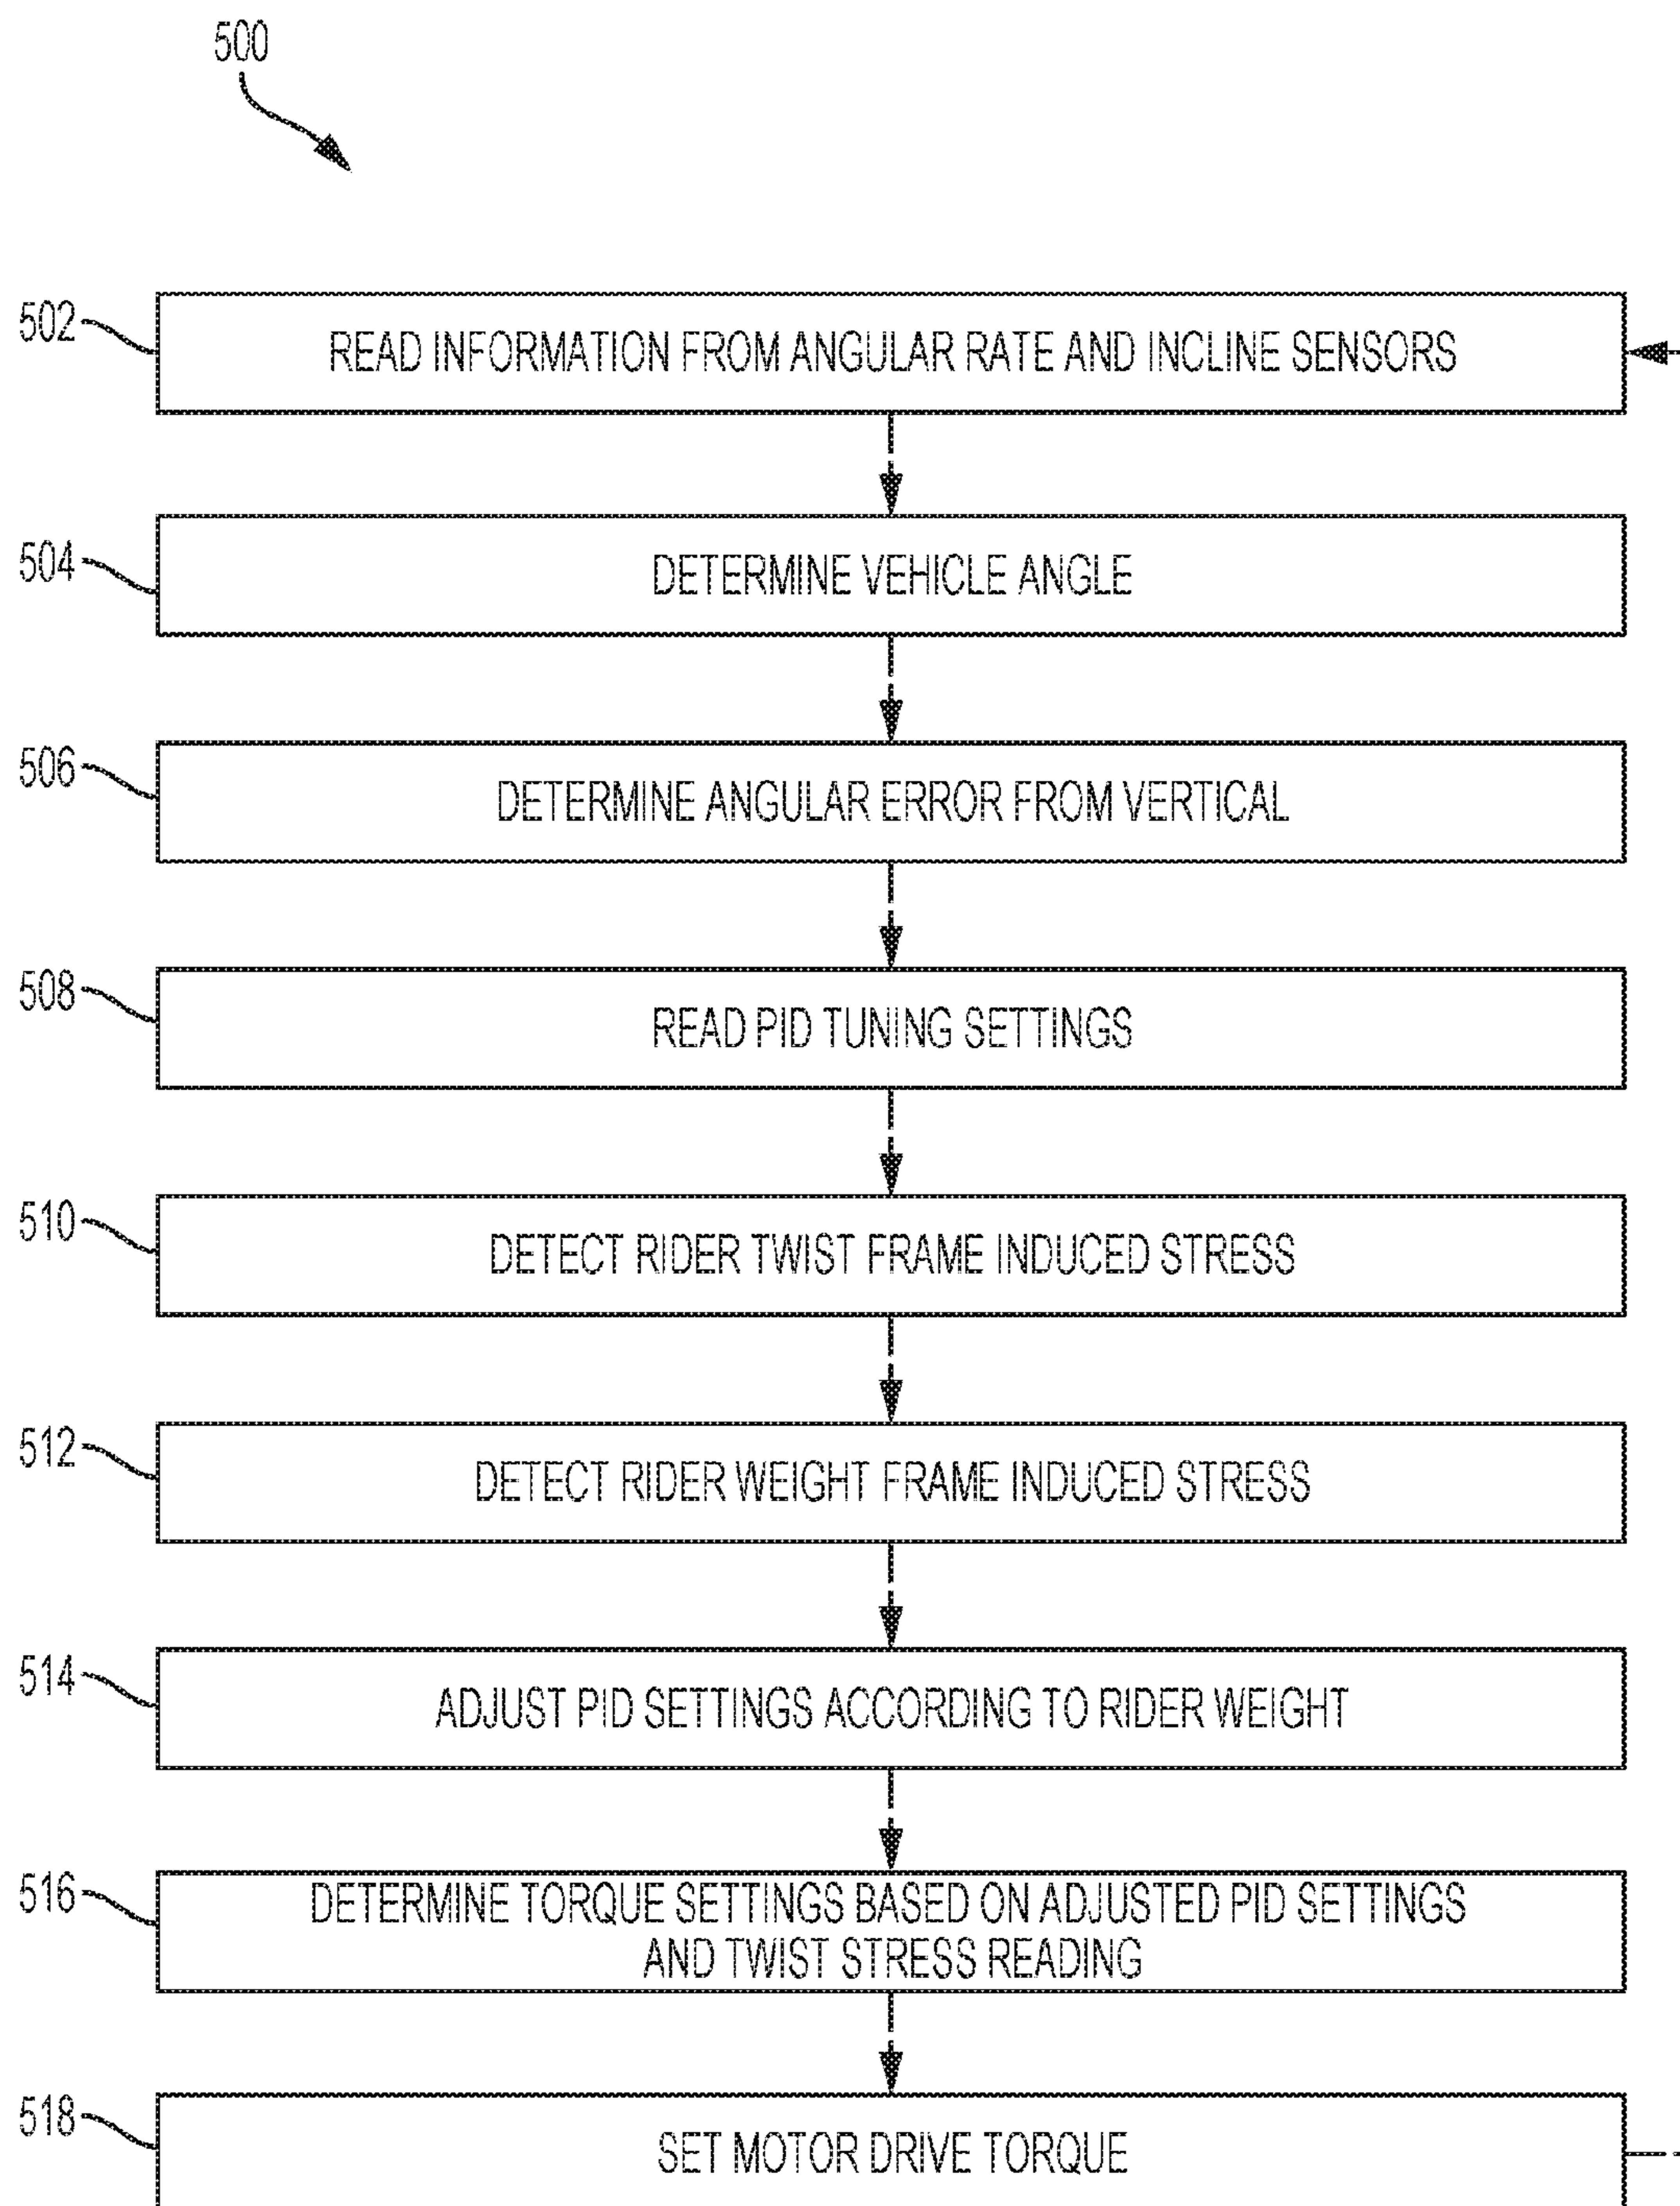 500
502
READ INFORMATION FROM ANGULAR RATE AND INCLINE SENSORS
504
DETERMINE VEHICLE ANGLE
506
DETERMINE ANGULAR ERROR FROM VERTICAL
508
READ PID TUNING SETTINGS
510
DETECT RIDER TWIST FRAME INDUCED STRESS
512
DETECT RIDER WEIGHT FRAME INDUCED STRESS
514
ADJUST PID SETTINGS ACCORDING TO RIDER WEIGHT
516
DETERMINE TORQUE SETTINGS BASED ON ADJUSTED PID SETTINGS
AND TWIST STRESS READING
518
SET MOTOR DRIVE TORQUE